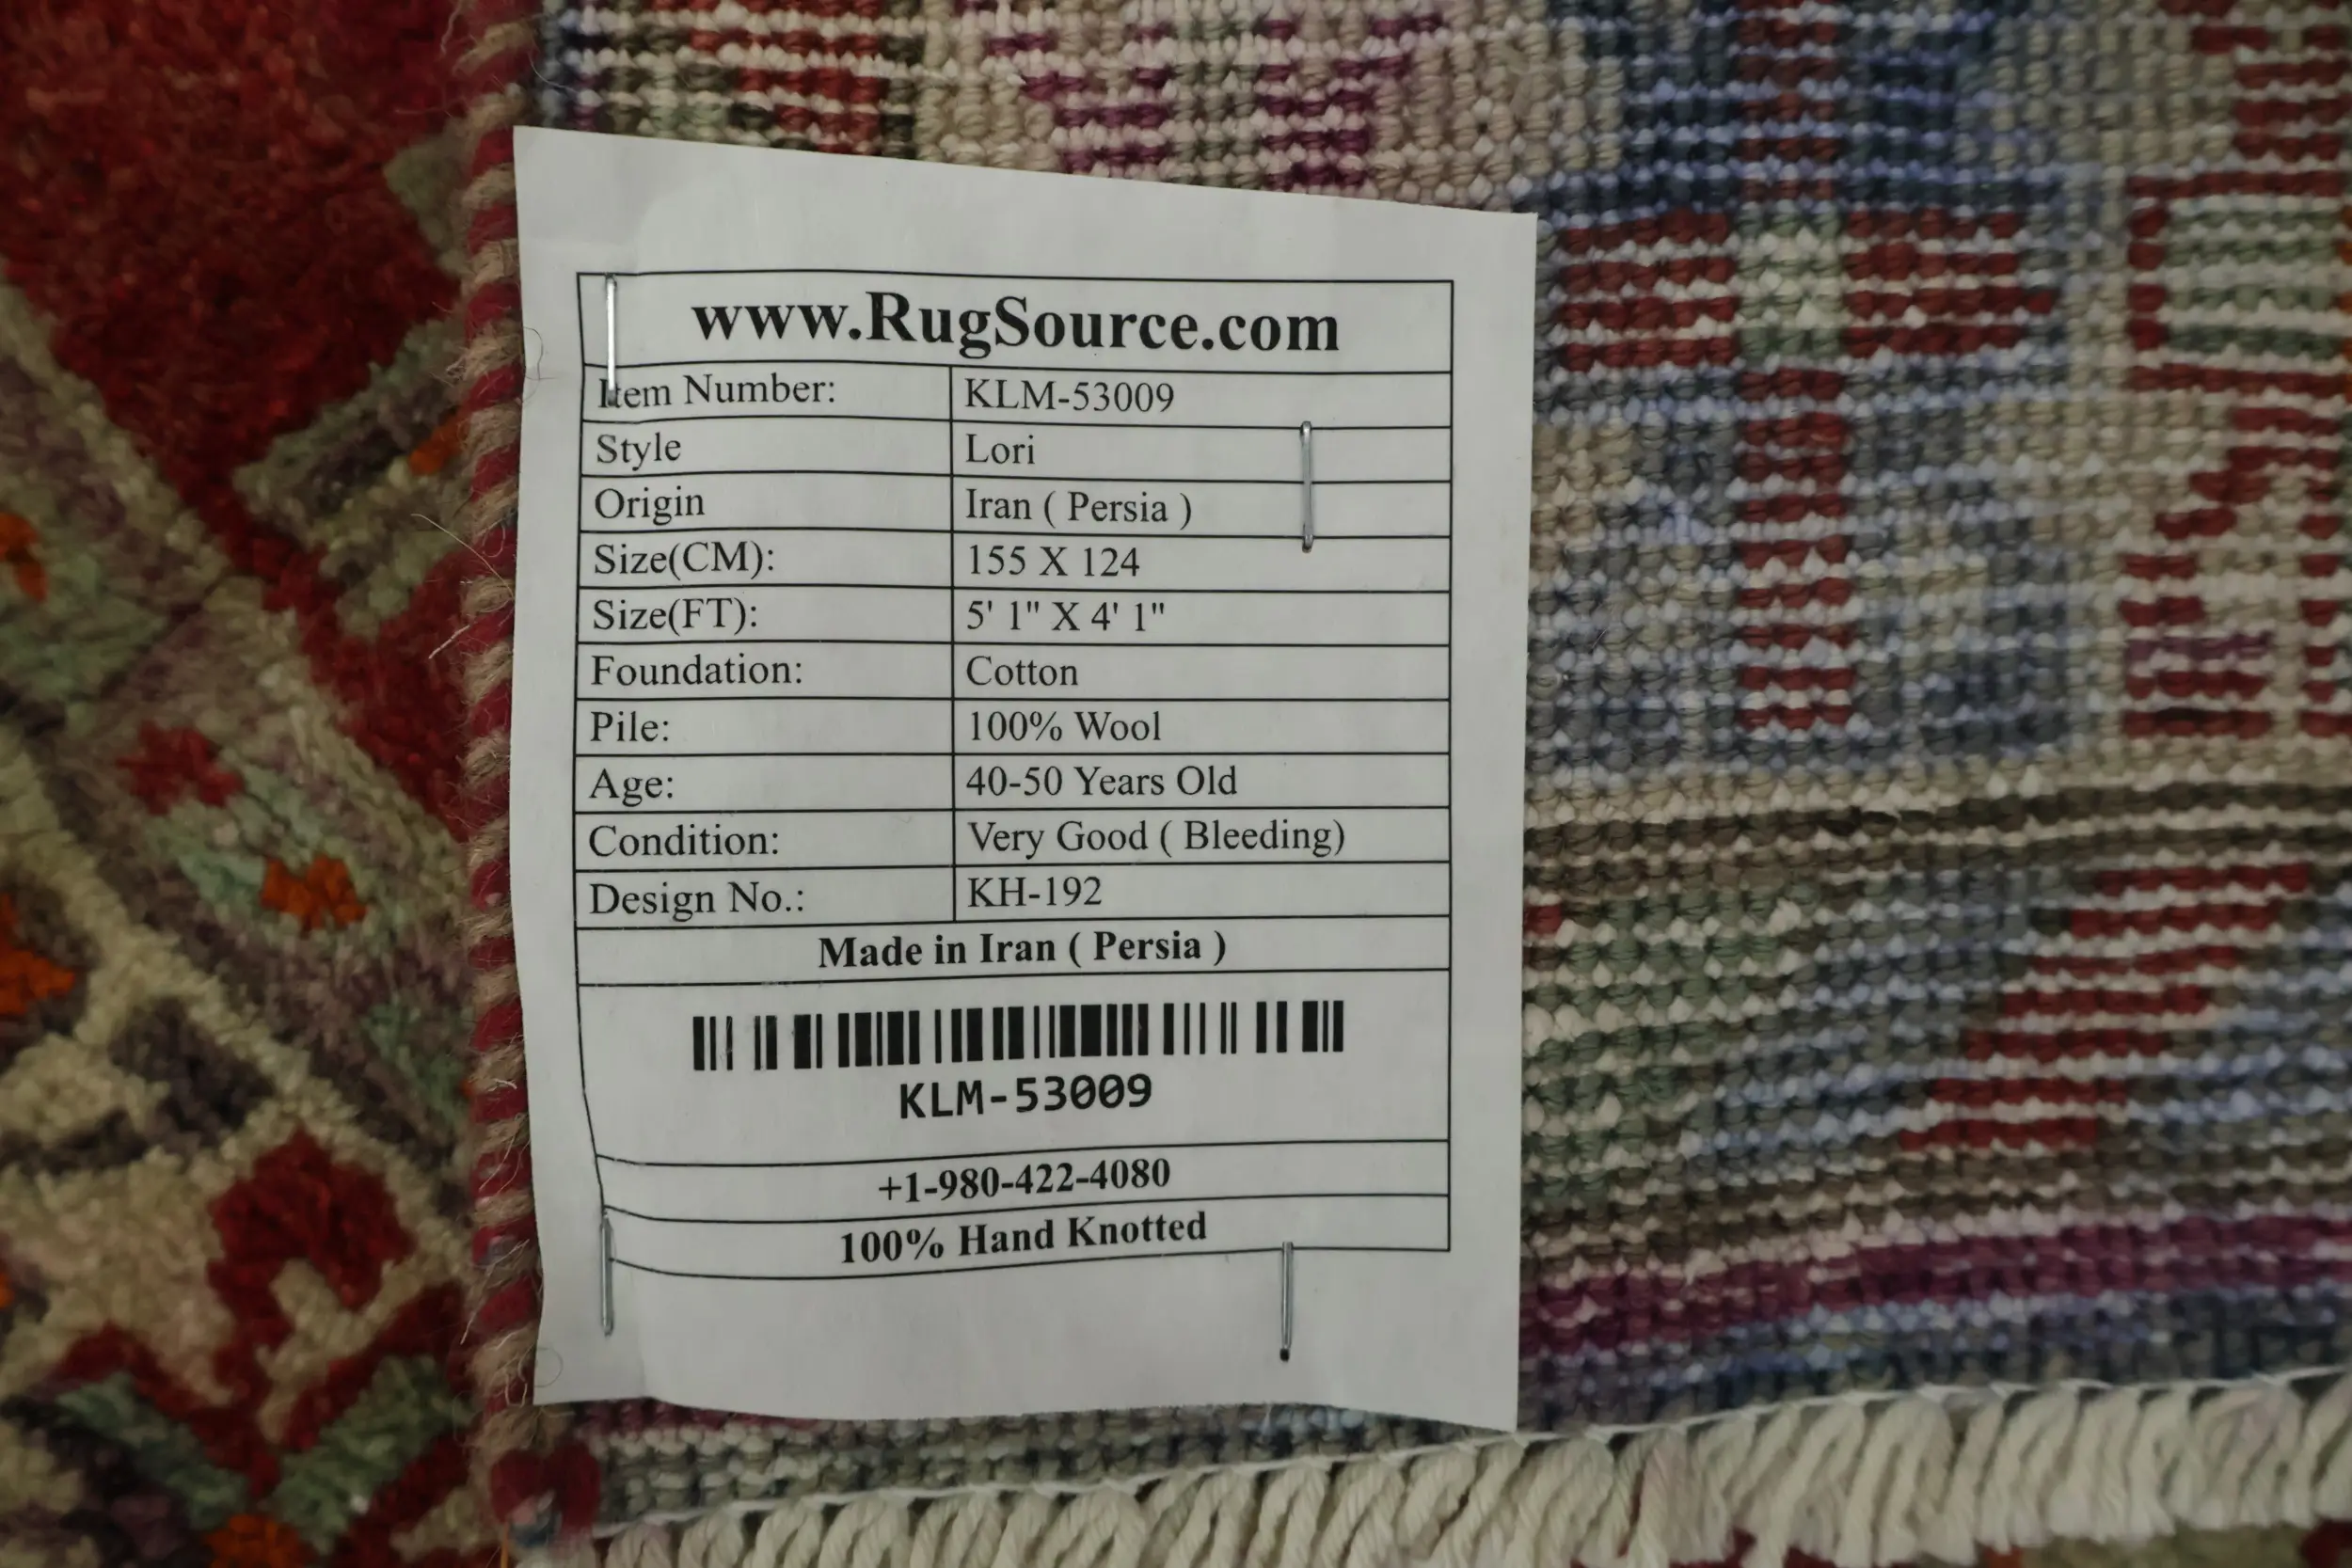 www.RugSource.com
Item Number: KLM-53009
Style Lori
Origin Iran ( Persia )
Size(CM): 155 X 124
Size(FT): 5' 1" X 4' 1"
Foundation: Cotton
Pile: 100% Wool
Age: 40-50 Years Old
Condition: Very Good ( Bleeding)
Design No.: KH-192
Made in Iran ( Persia )
KLM-53009
+1-980-422-4080
100% Hand Knotted